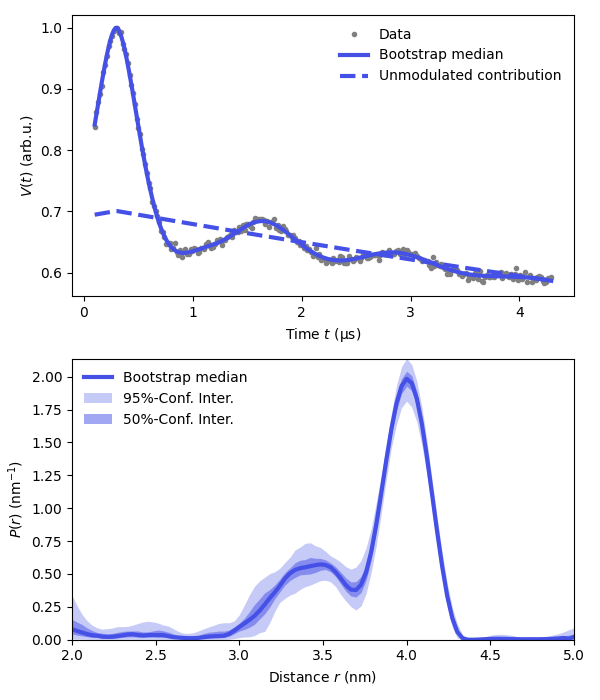 1.0
0.9
0.8
0.7
0.6
V(t) (arb.u.)
Data
Bootstrap median
Unmodulated contribution
0 1 2 3 4
Time t (μs)
2.00
1.75
1.50
1.25
1.00
0.75
0.50
0.25
0.00
P(r) (nm⁻¹)
Bootstrap median
95%-Conf. Inter.
50%-Conf. Inter.
2.0 2.5 3.0 3.5 4.0 4.5 5.0
Distance r (nm)